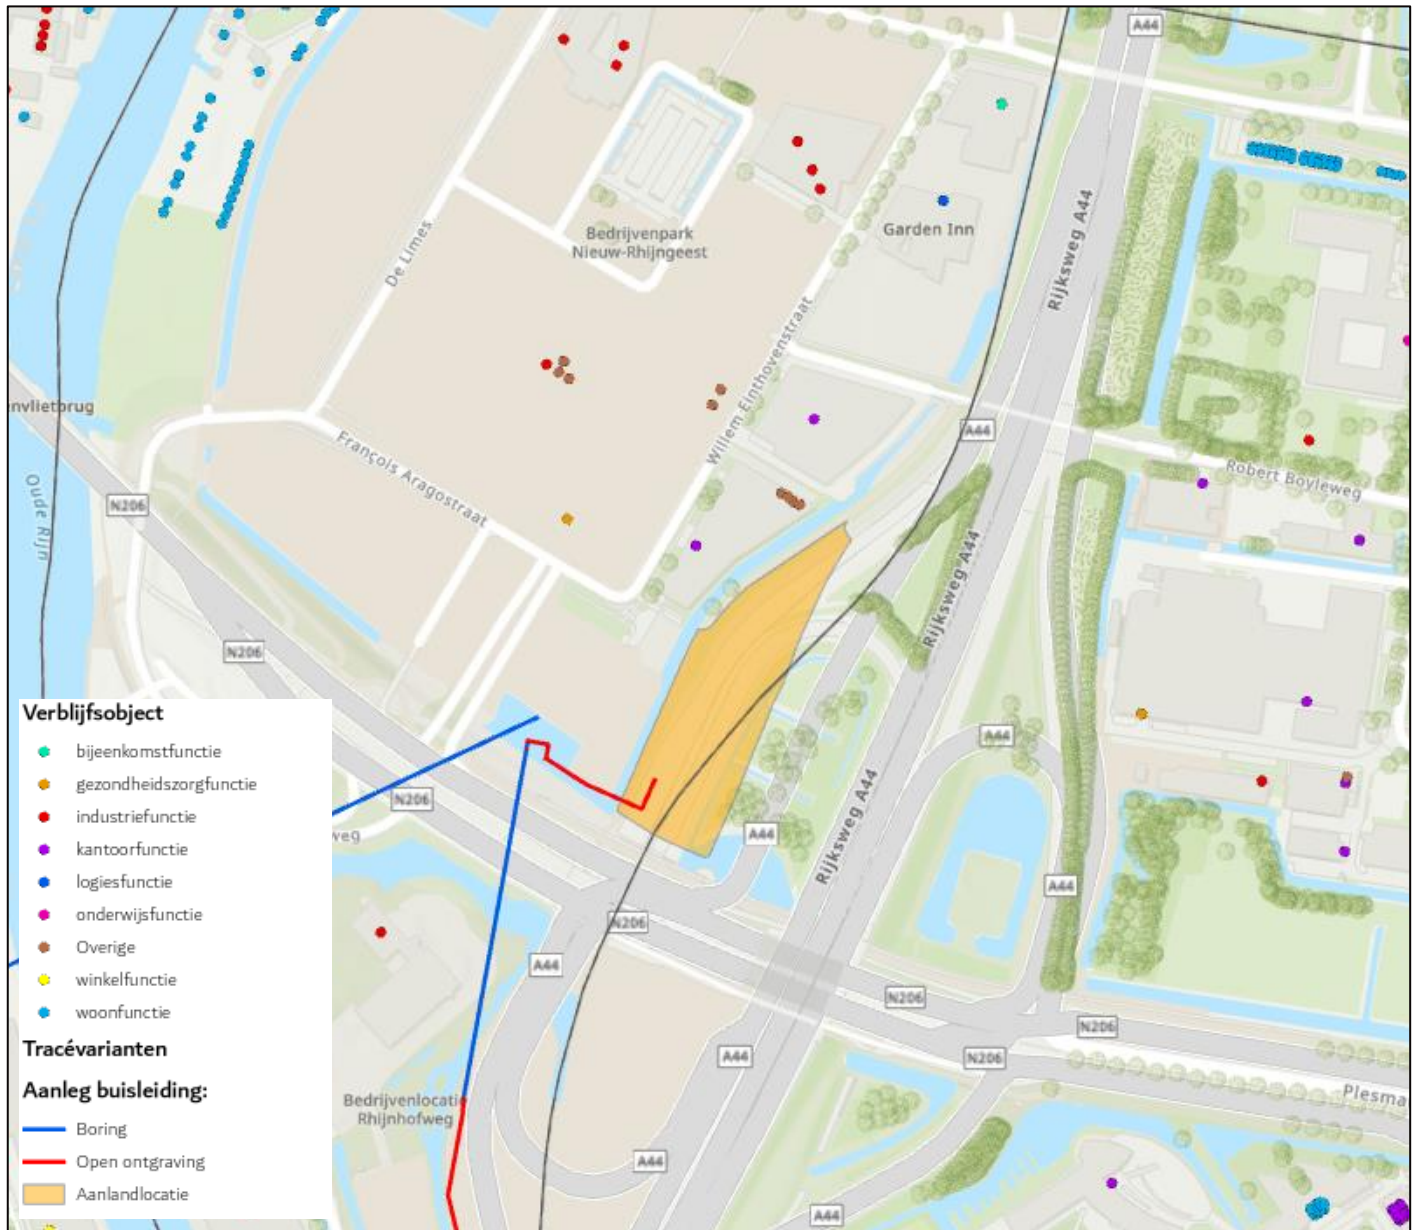 A44
De Limes
Bedrijvenpark
Nieuw-Rhijngeest
Garden Inn
Rijksweg A44
Willem Einthovenstraat
envlietbrug
François Aragostraat
A44
Robert Boyleweg
Oude Rijn
N206
Rijksweg A44
N206
A44
Rijksweg A44
N206
weg
A44
A44
N206
A44
N206
N206
N206
A44
Plesma
Bedrijvenlocatie
Rhijnhofweg
A44
A44
Verblijfsobject
bijeenkomstfunctie
gezondheidszorgfunctie
industriefunctie
kantoorfunctie
logiesfunctie
onderwijsfunctie
Overige
winkelfunctie
woonfunctie
Tracévarianten
Aanleg buisleiding:
Boring
Open ontgraving
Aanlandlocatie